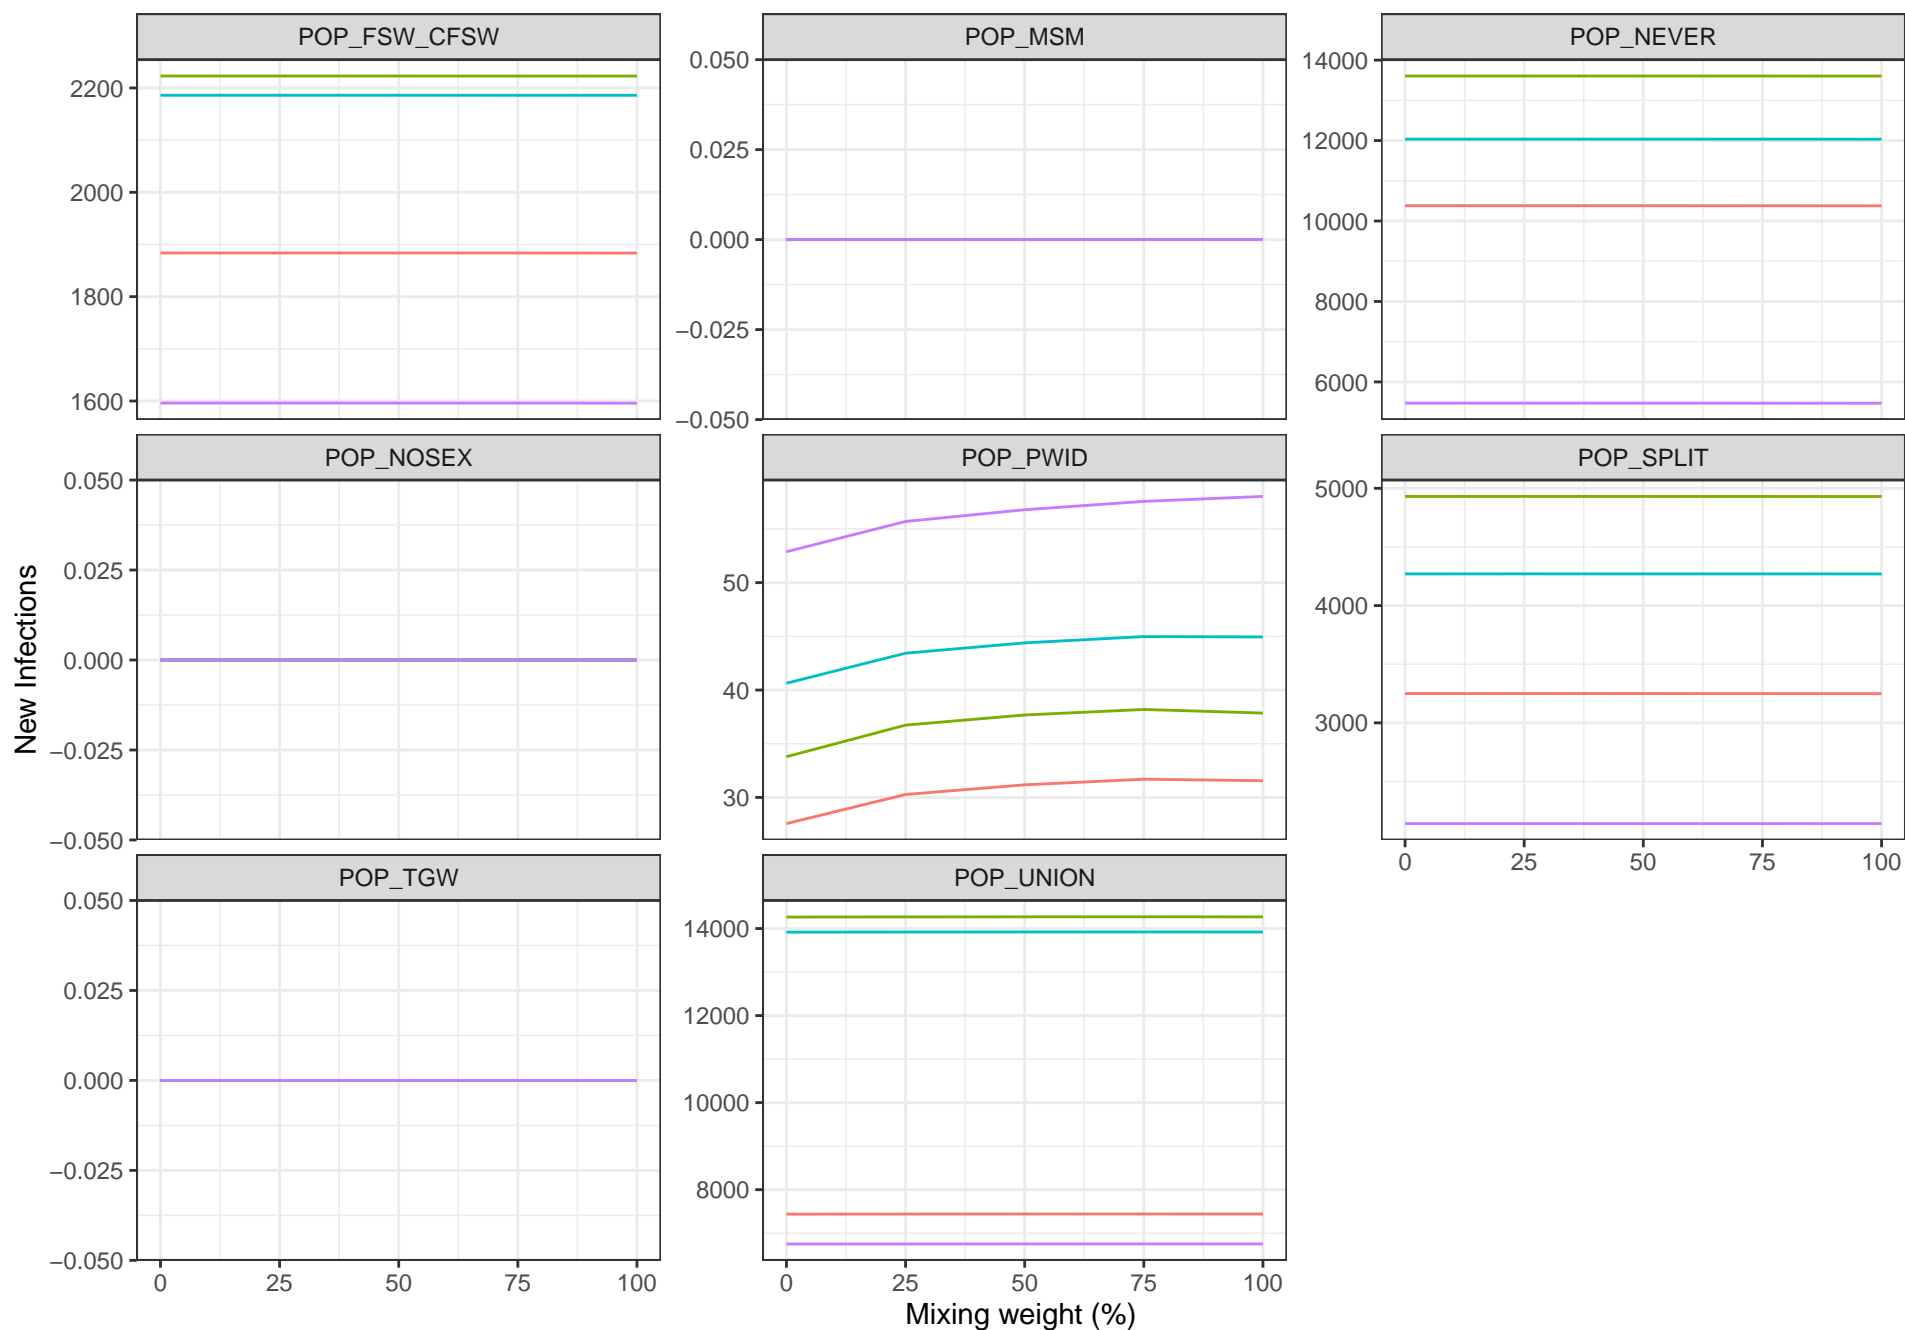 POP_FSW_CFSW
POP_MSM
POP_NEVER
2200
2000
1800
1600
0.050
0.025
0.000
−0.025
−0.050
14000
12000
10000
8000
6000
POP_NOSEX
POP_PWID
POP_SPLIT
0.050
0.025
0.000
−0.025
−0.050
50
40
30
5000
4000
3000
0 25 50 75 100
POP_TGW
POP_UNION
0.050
0.025
0.000
−0.025
−0.050
14000
12000
10000
8000
0 25 50 75 100
0 25 50 75 100
Mixing weight (%)
New Infections